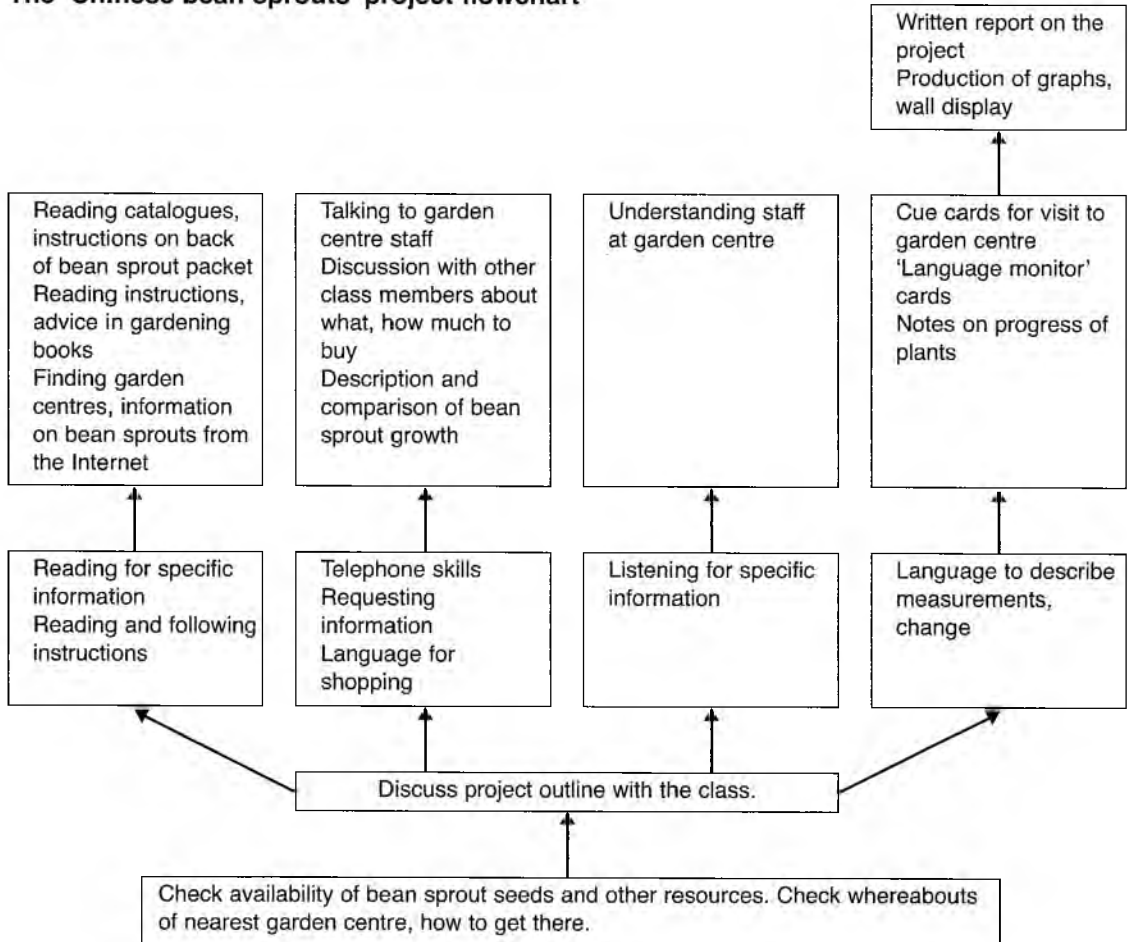 The 'Chinese bean sprouts' project flowchart
Written report on the
project
Production of graphs,
wall display
Reading catalogues,
instructions on back
of bean sprout packet
Reading instructions,
advice in gardening
books
Finding garden
centres, information
on bean sprouts from
the Internet
Talking to garden
centre staff
Discussion with other
class members about
what, how much to
buy
Description and
comparison of bean
sprout growth
Understanding staff
at garden centre
Cue cards for visit to
garden centre
'Language monitor'
cards
Notes on progress of
plants
Reading for specific
information
Reading and following
instructions
Telephone skills
Requesting
information
Language for
shopping
Listening for specific
information
Language to describe
measurements,
change
Discuss project outline with the class.
Check availability of bean sprout seeds and other resources. Check whereabouts
of nearest garden centre, how to get there.